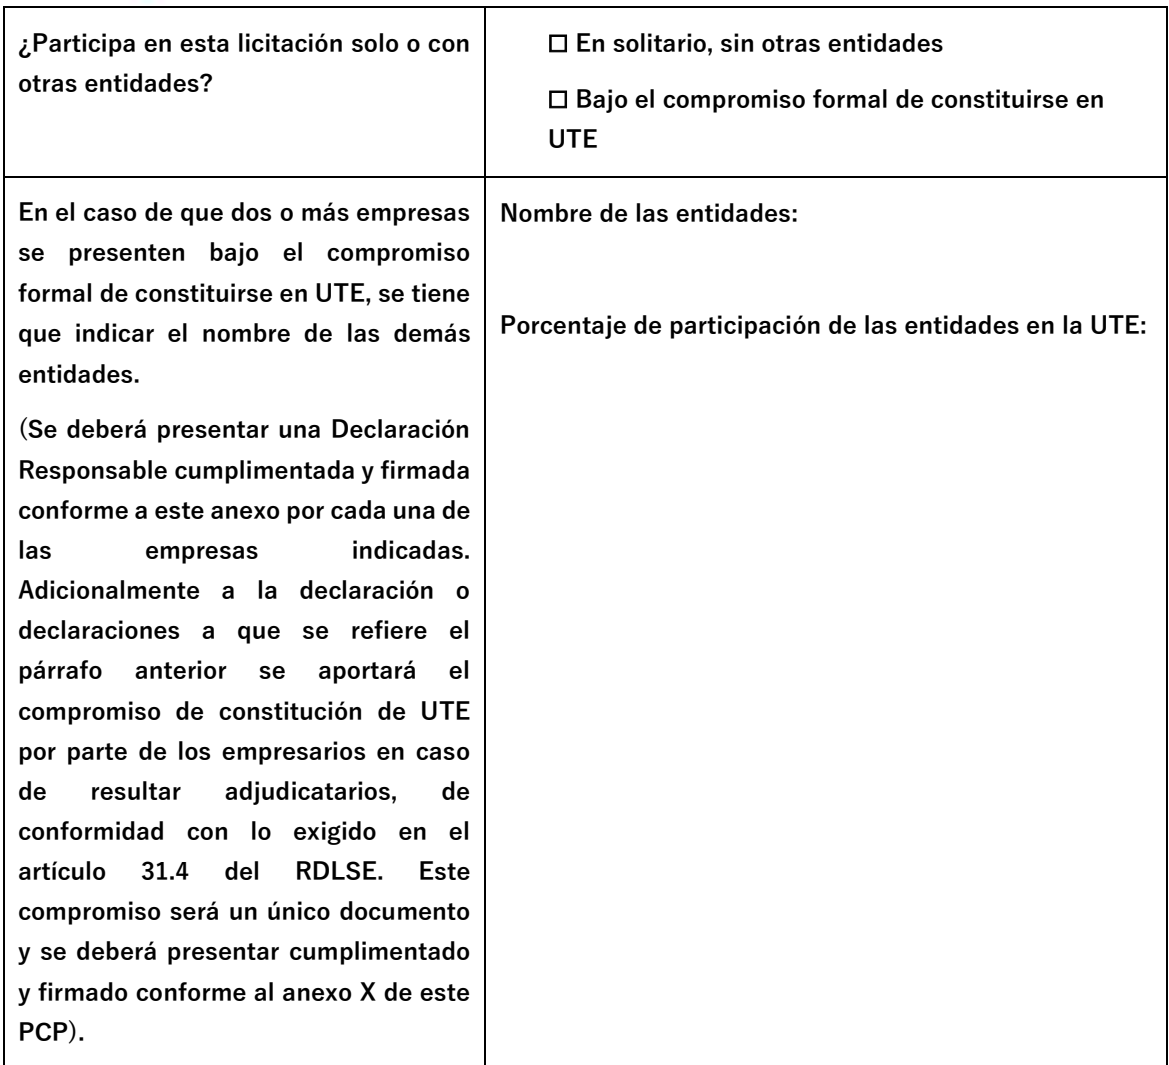 ¿Participa en esta licitación solo o con
otras entidades?
☐ En solitario, sin otras entidades
☐ Bajo el compromiso formal de constituirse en
UTE
En el caso de que dos o más empresas
se presenten bajo el compromiso
formal de constituirse en UTE, se tiene
que indicar el nombre de las demás
entidades.
(Se deberá presentar una Declaración
Responsable cumplimentada y firmada
conforme a este anexo por cada una de
las empresas indicadas.
Adicionalmente a la declaración o
declaraciones a que se refiere el
párrafo anterior se aportará el
compromiso de constitución de UTE
por parte de los empresarios en caso
de resultar adjudicatarios, de
conformidad con lo exigido en el
artículo 31.4 del RDLSE. Este
compromiso será un único documento
y se deberá presentar cumplimentado
y firmado conforme al anexo X de este
PCP).
Nombre de las entidades:
Porcentaje de participación de las entidades en la UTE: